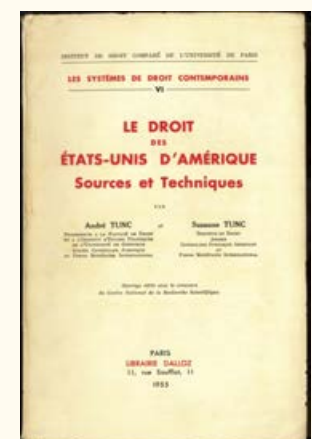 INSTITUT DE DROIT COMPARÉ DE L'UNIVERSITÉ DE PARIS
LES SYSTÈMES DE DROIT CONTEMPORAINS
VI
LE DROIT
DES
ÉTATS-UNIS D'AMÉRIQUE
Sources et Techniques
PAR
André TUNC et Suzanne TUNC
PARIS
LIBRAIRIE DALLOZ
11, rue Soufflot, 11
1955